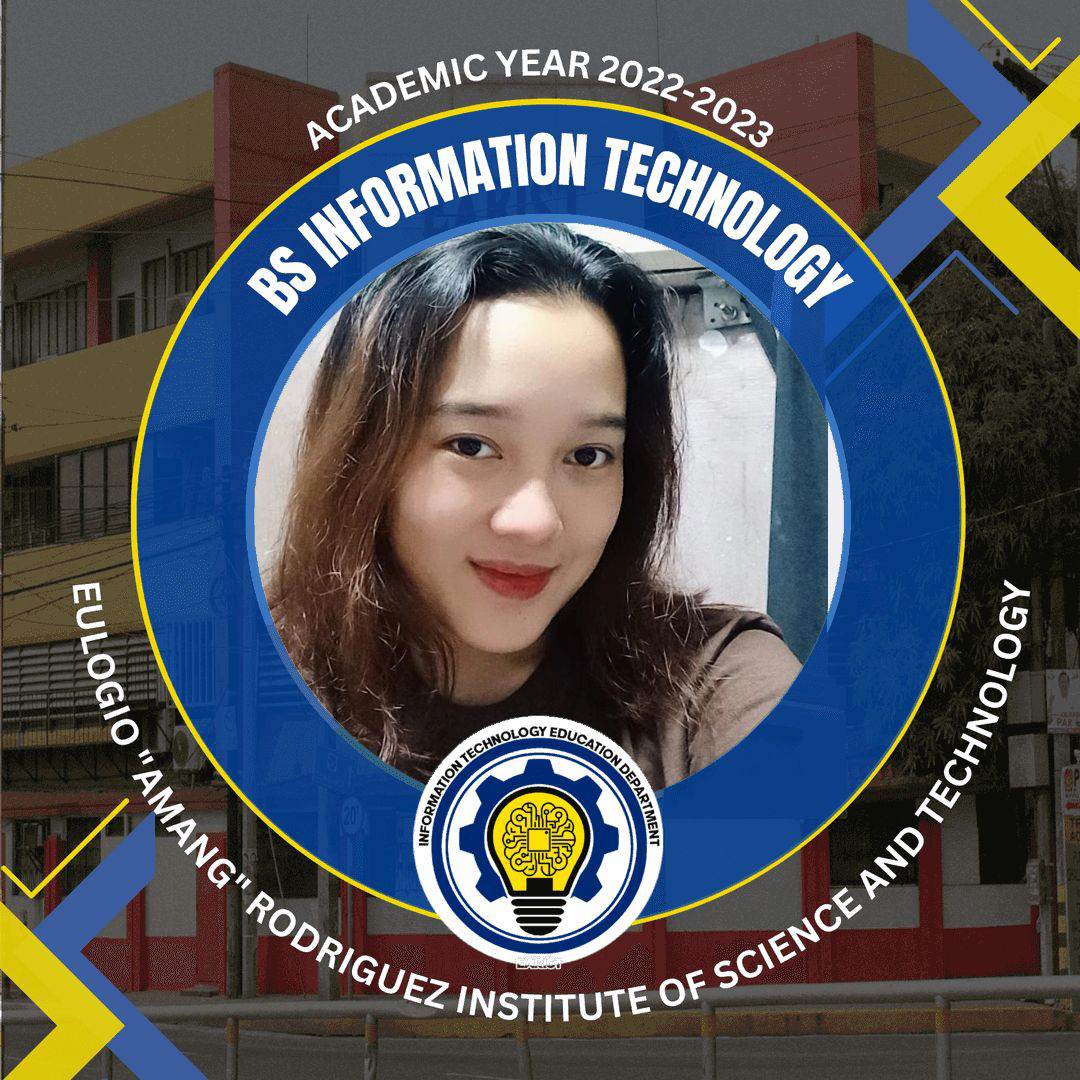 ACADEMIC YEAR 2022-2023
BS INFORMATION TECHNOLOGY
INFORMATION TECHNOLOGY EDUCATION DEPARTMENT
EARIST
EULOGIO "AMANG" RODRIGUEZ INSTITUTE OF SCIENCE AND TECHNOLOGY